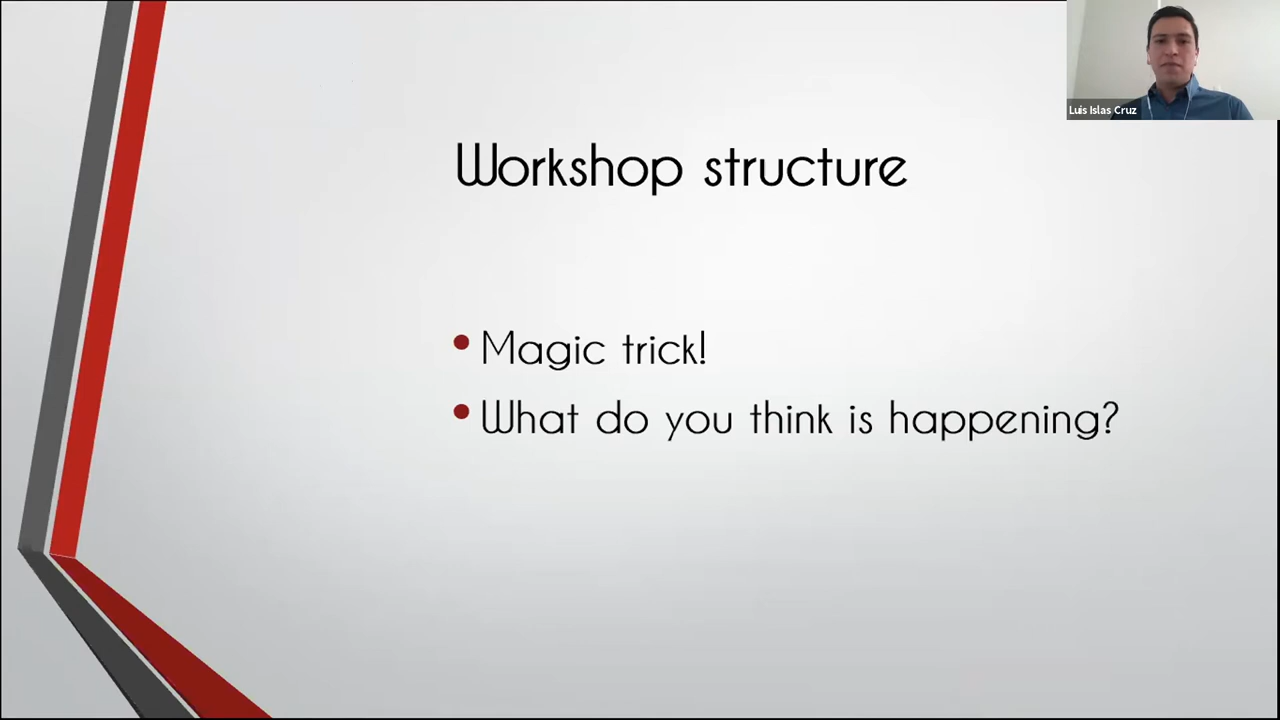 Luis Islas Cruz
Workshop structure
• Magic trick!
• What do you think is happening?